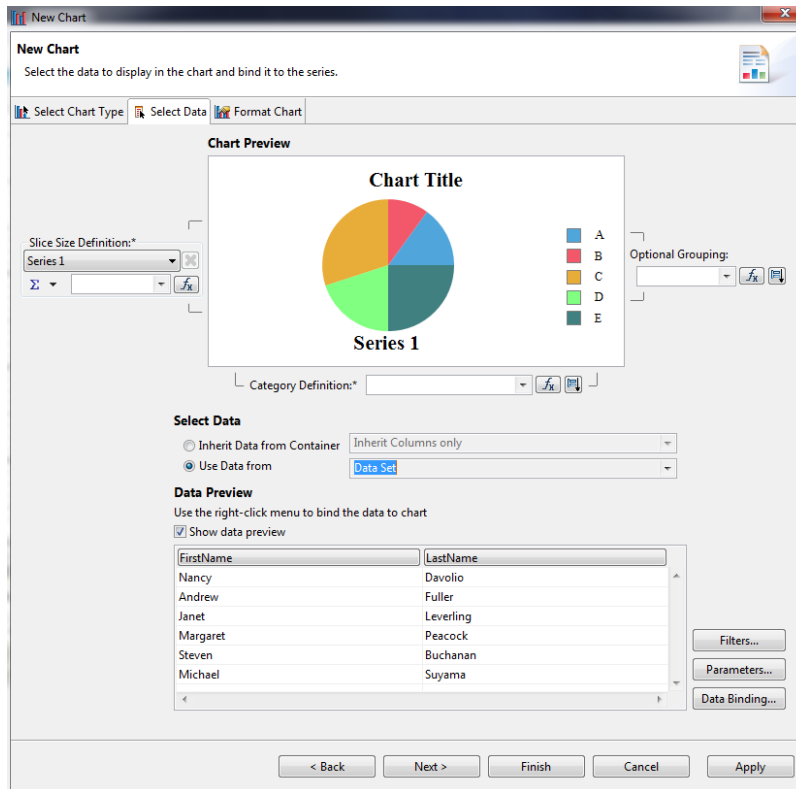 New Chart
New Chart
Select the data to display in the chart and bind it to the series.
Select Chart Type Select Data Format Chart
Chart Preview
Chart Title
A
B
C
D
E
Series 1
Slice Size Definition:*
Series 1
Σ fx
Optional Grouping:
fx
Category Definition:* fx
Select Data
Inherit Data from Container Inherit Columns only
Use Data from Data Set
Data Preview
Use the right-click menu to bind the data to chart
Show data preview
FirstName LastName
Nancy Davolio
Andrew Fuller
Janet Leverling
Margaret Peacock
Steven Buchanan
Michael Suyama
Filters...
Parameters...
Data Binding...
< Back Next > Finish Cancel Apply